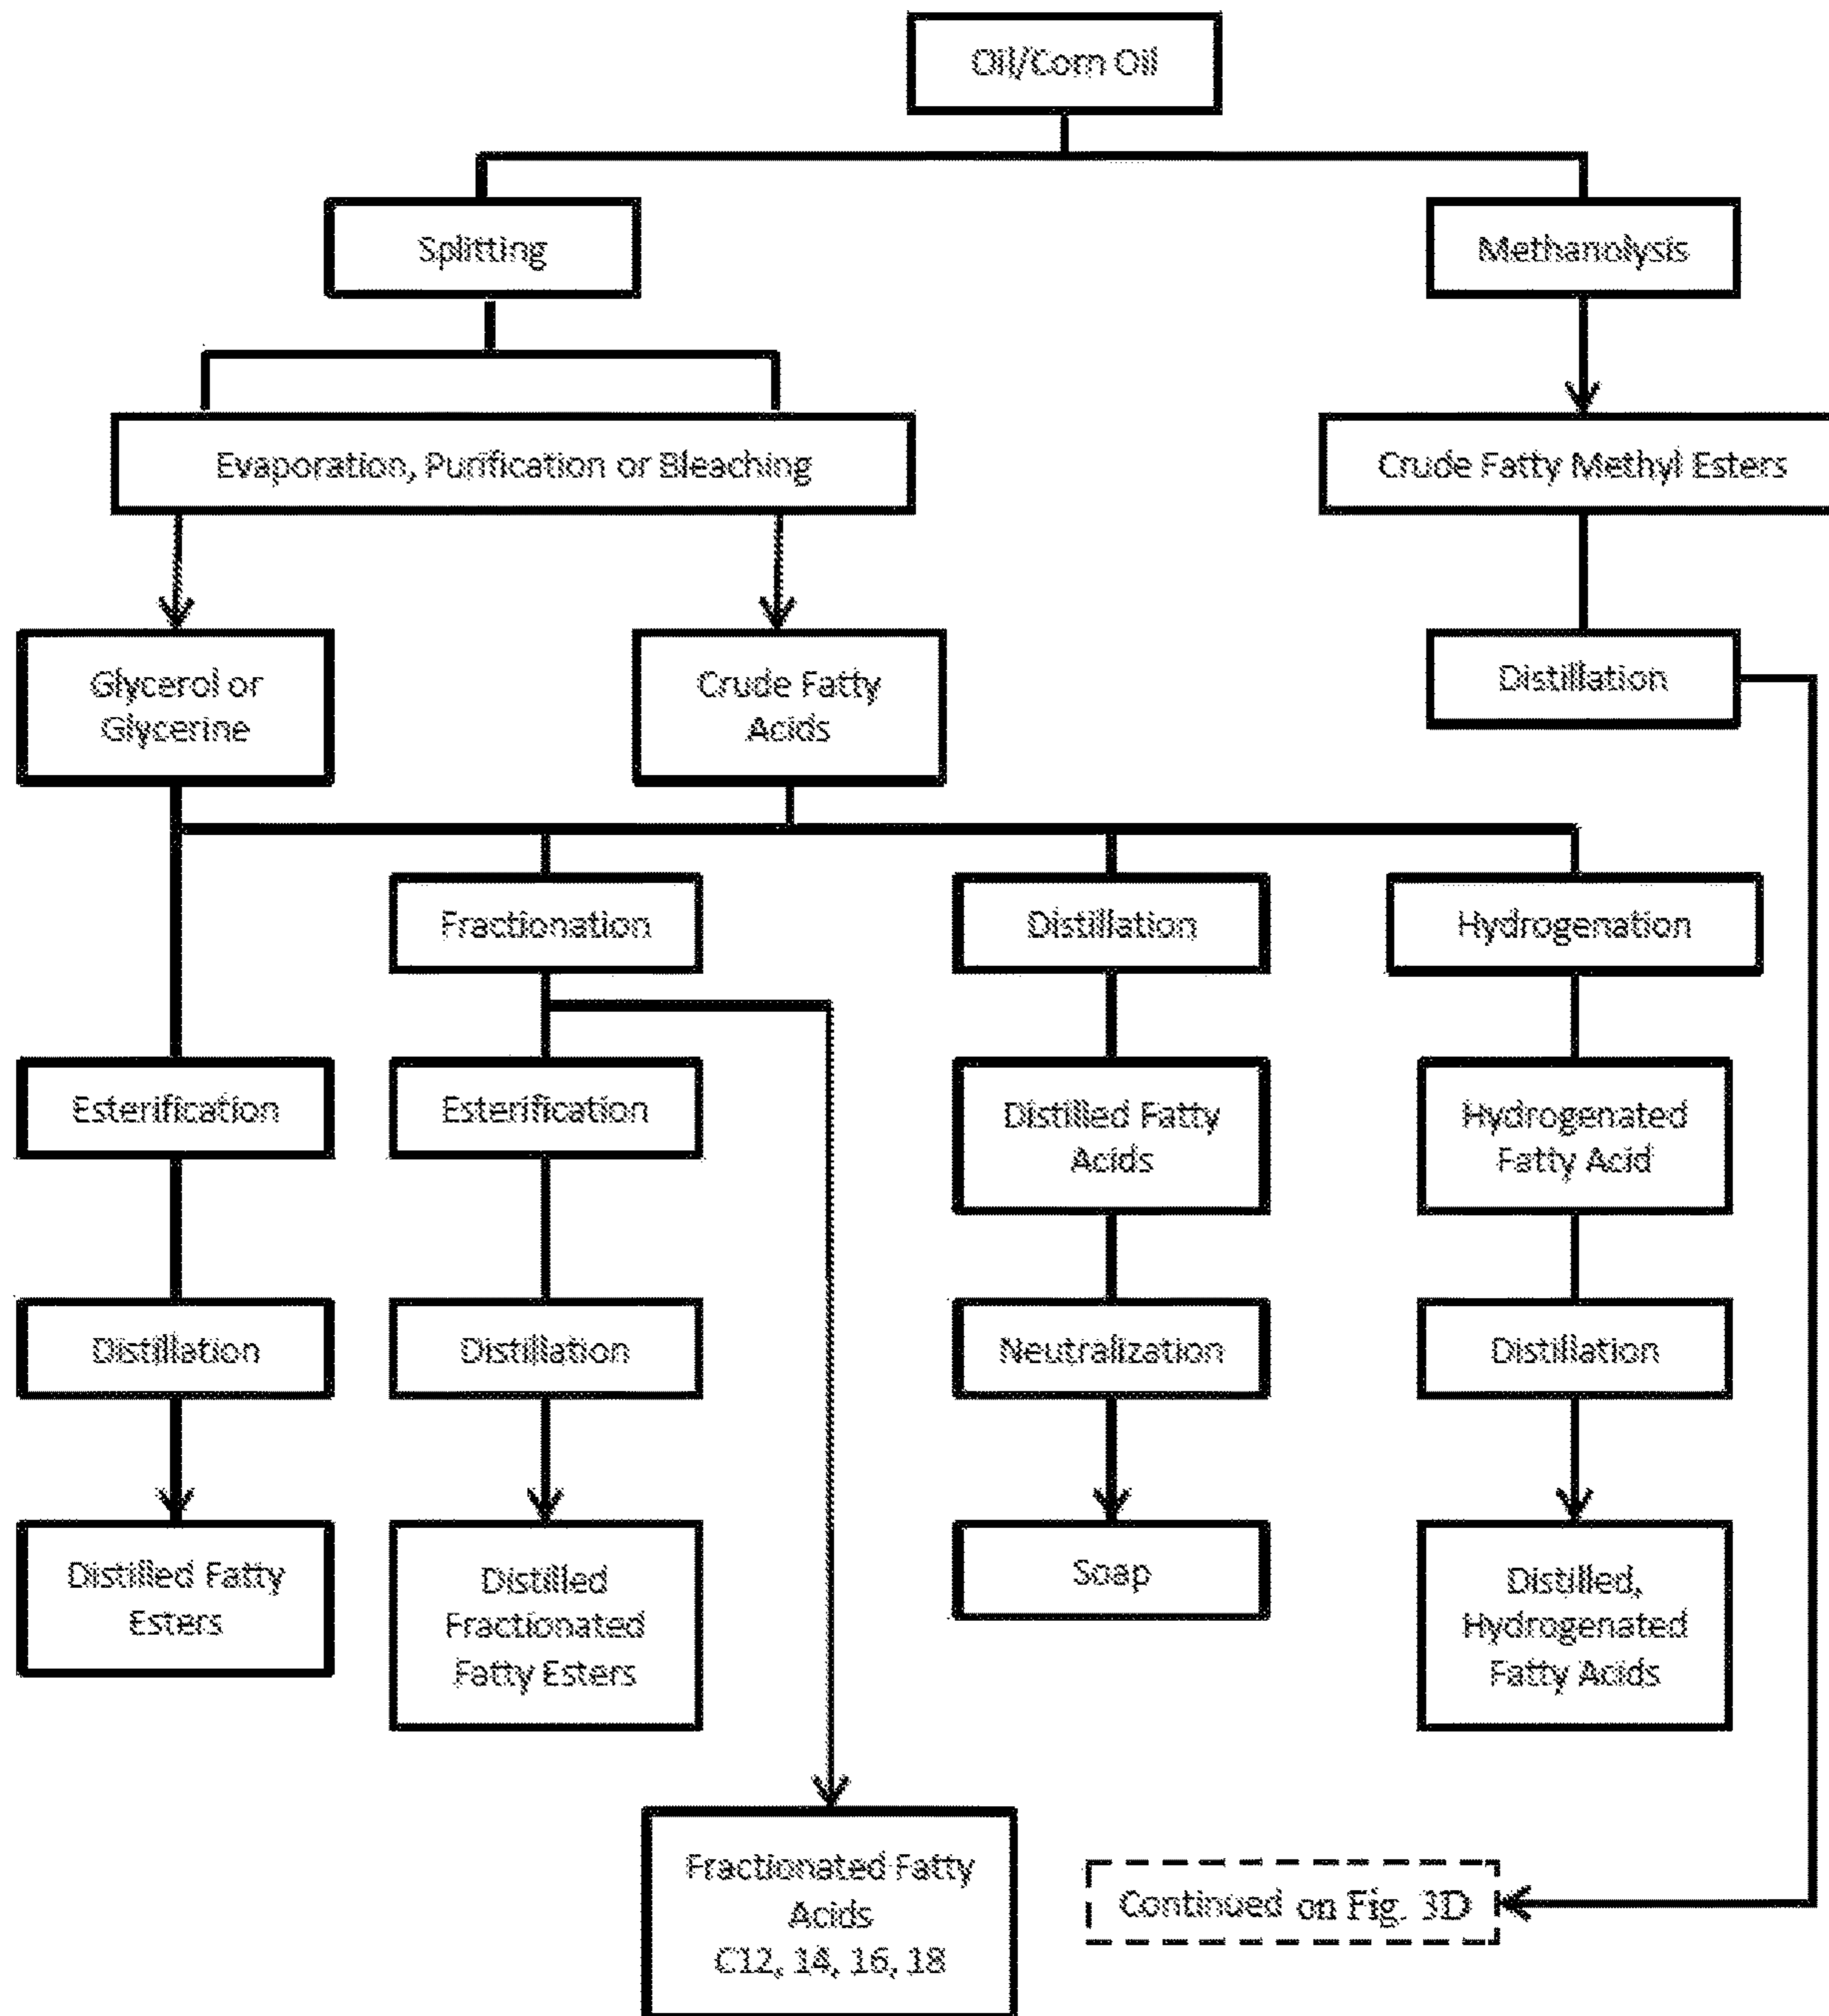 Oil/Corn Oil
Splitting
Methanolysis
Evaporation, Purification or Bleaching
Crude Fatty Methyl Esters
Glycerol or
Glycerine
Crude Fatty
Acids
Distillation
Fractionation
Distillation
Hydrogenation
Esterification
Esterification
Distilled Fatty
Acids
Hydrogenated
Fatty Acid
Distillation
Distillation
Neutralization
Distillation
Distilled Fatty
Esters
Distilled
Fractionated
Fatty Esters
Soap
Distilled,
Hydrogenated
Fatty Acids
Fractionated Fatty
Acids
C12, 14, 16, 18
Continued on Fig. 3D